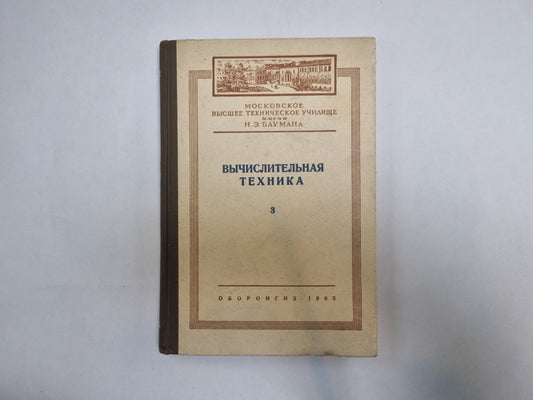 МОСКОВСКОЕ
ВЫСШЕЕ ТЕХНИЧЕСКОЕ УЧИЛИЩЕ
имени
Н.Э.БАУМАНА
ВЫЧИСЛИТЕЛЬНАЯ
ТЕХНИКА
3
ОБОРОНГИЗ · 1963